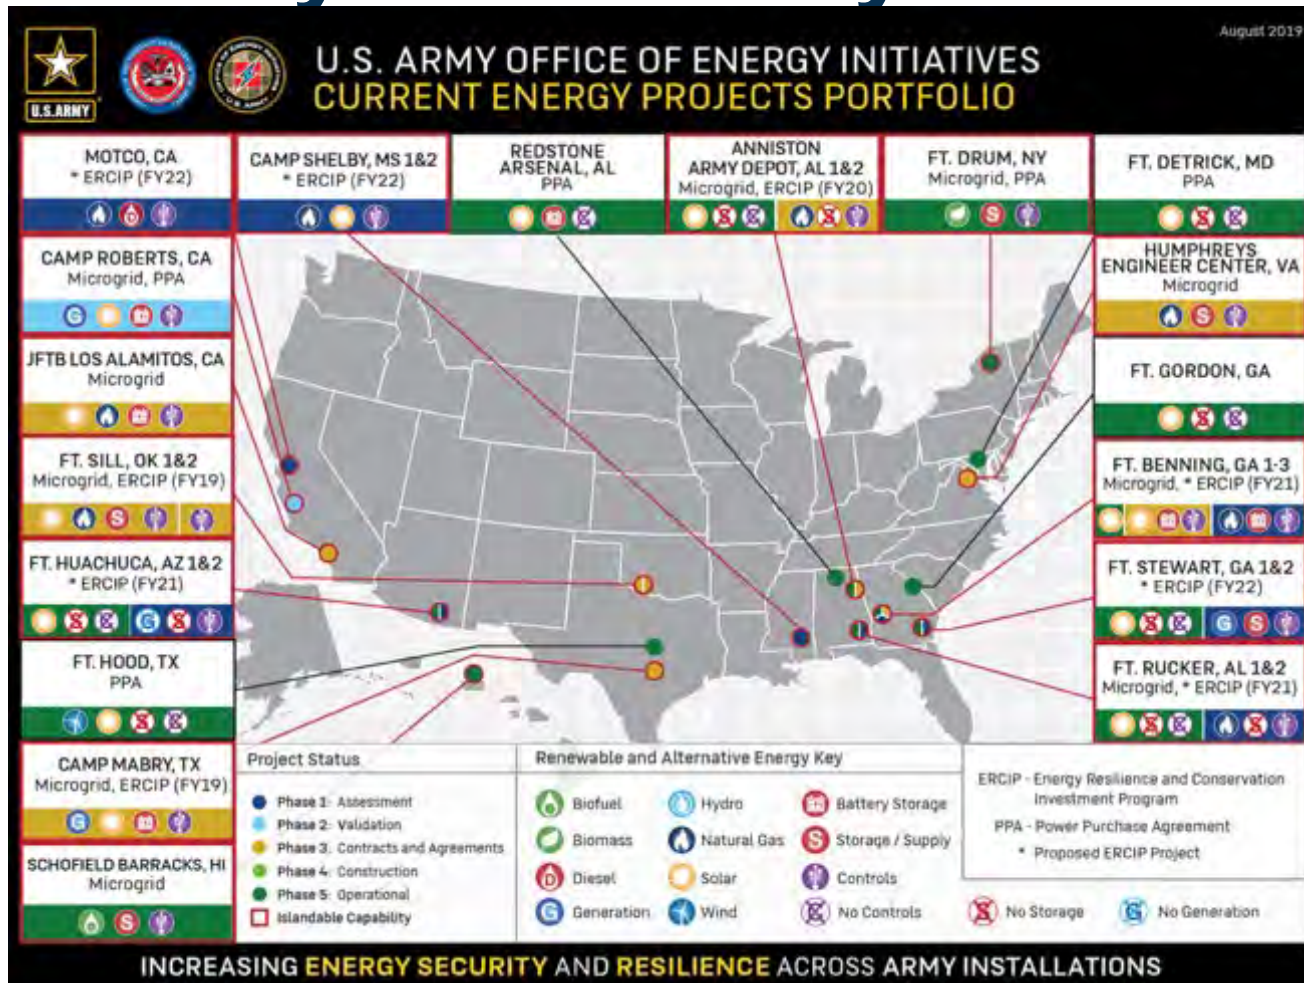 August 2019
U.S. ARMY OFFICE OF ENERGY INITIATIVES
CURRENT ENERGY PROJECTS PORTFOLIO
U.S.ARMY
MOTCO, CA
* ERCIP (FY22)
CAMP SHELBY, MS 1&2
* ERCIP (FY22)
REDSTONE
ARSENAL, AL
PPA
ANNISTON
ARMY DEPOT, AL 1&2
Microgrid, ERCIP (FY20)
FT. DRUM, NY
Microgrid, PPA
FT. DETRICK, MD
PPA
CAMP ROBERTS, CA
Microgrid, PPA
HUMPHREYS
ENGINEER CENTER, VA
Microgrid
JFTB LOS ALAMITOS, CA
Microgrid
FT. GORDON, GA
FT. SILL, OK 1&2
Microgrid, ERCIP (FY19)
FT. BENNING, GA 1-3
Microgrid, * ERCIP (FY21)
FT. HUACHUCA, AZ 1&2
* ERCIP (FY21)
FT. STEWART, GA 1&2
* ERCIP (FY22)
FT. HOOD, TX
PPA
FT. RUCKER, AL 1&2
Microgrid, * ERCIP (FY21)
CAMP MABRY, TX
Microgrid, ERCIP (FY19)
SCHOFIELD BARRACKS, HI
Microgrid
Project Status
Phase 1: Assessment
Phase 2: Validation
Phase 3: Contracts and Agreements
Phase 4: Construction
Phase 5: Operational
Islandable Capability
Renewable and Alternative Energy Key
Biofuel
Hydro
Battery Storage
Biomass
Natural Gas
S Storage / Supply
D Diesel
Solar
Controls
G Generation
Wind
No Controls
No Storage
No Generation
ERCIP - Energy Resilience and Conservation
Investment Program
PPA - Power Purchase Agreement
* Proposed ERCIP Project
INCREASING ENERGY SECURITY AND RESILIENCE ACROSS ARMY INSTALLATIONS